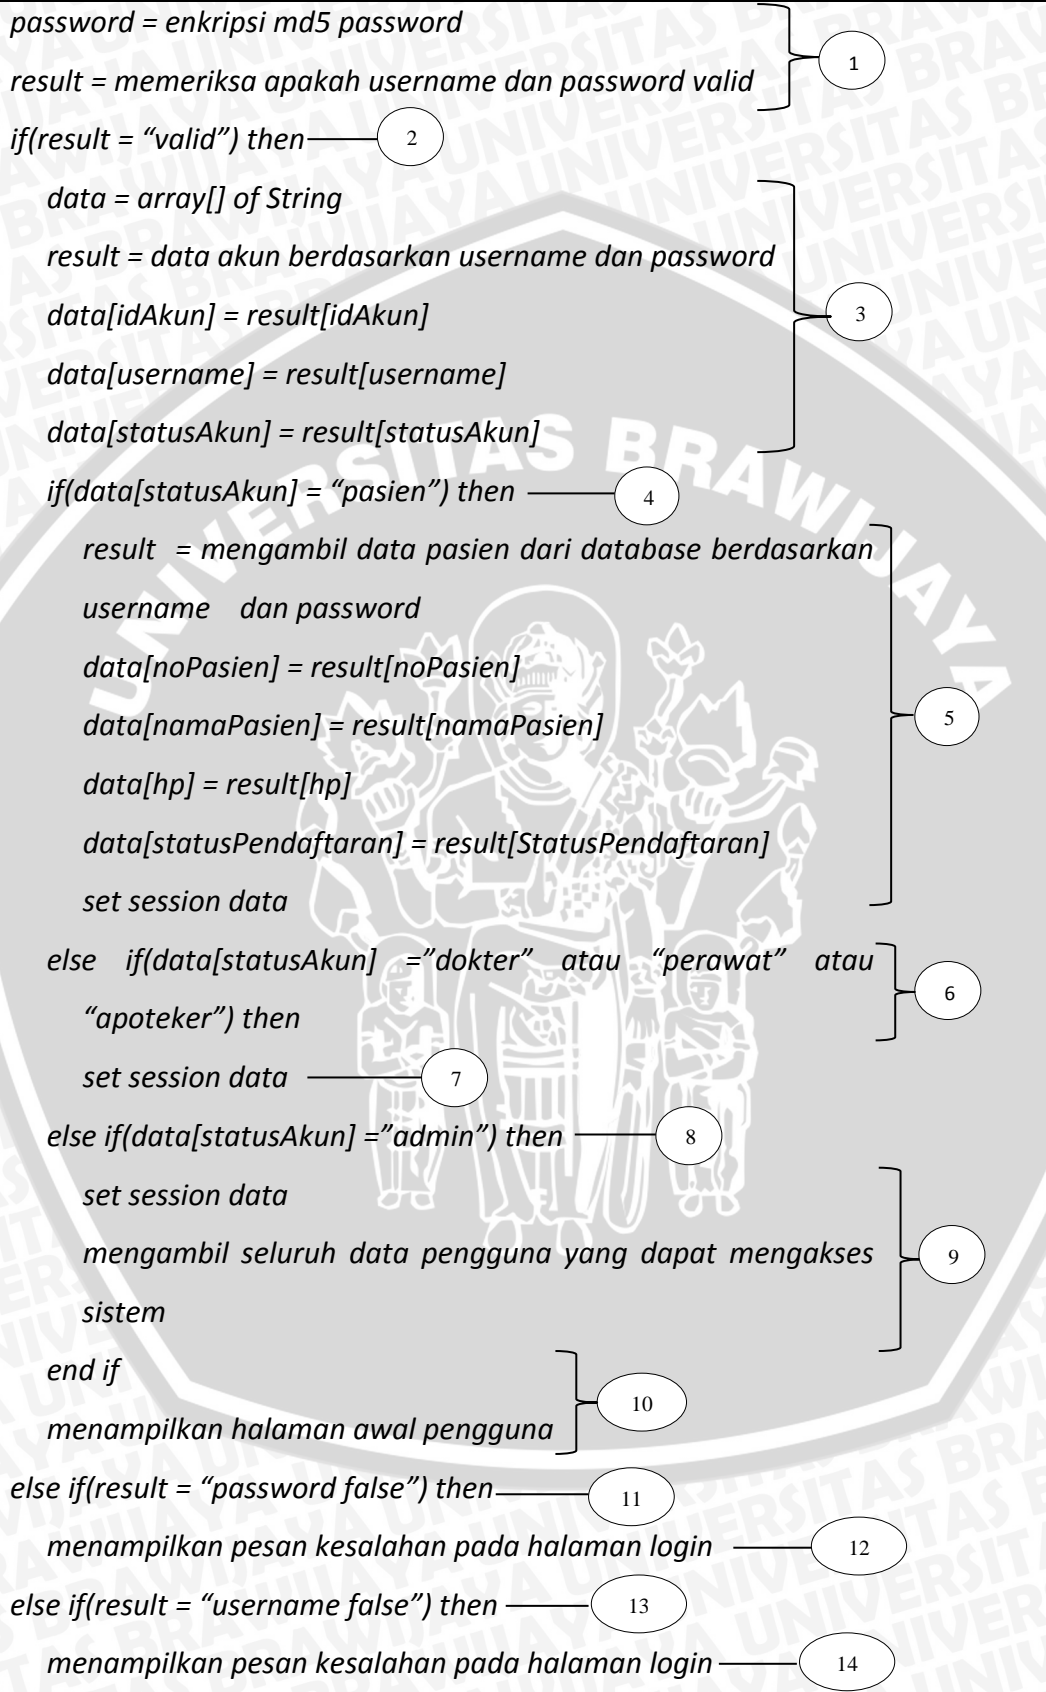 password = enkripsi md5 password
result = memeriksa apakah username dan password valid
1
if(result = “valid”) then
2
data = array[] of String
result = data akun berdasarkan username dan password
data[idAkun] = result[idAkun]
3
data[username] = result[username]
data[statusAkun] = result[statusAkun]
if(data[statusAkun] = “pasien”) then
4
result = mengambil data pasien dari database berdasarkan
username dan password
data[noPasien] = result[noPasien]
data[namaPasien] = result[namaPasien]
5
data[hp] = result[hp]
data[statusPendaftaran] = result[StatusPendaftaran]
set session data
else if(data[statusAkun] =”dokter” atau “perawat” atau
“apoteker”) then
6
set session data
7
else if(data[statusAkun] =”admin”) then
8
set session data
mengambil seluruh data pengguna yang dapat mengakses
sistem
9
end if
menampilkan halaman awal pengguna
10
else if(result = “password false”) then
11
menampilkan pesan kesalahan pada halaman login
12
else if(result = “username false”) then
13
menampilkan pesan kesalahan pada halaman login
14
UNIVERSITAS BRAWIJAYA